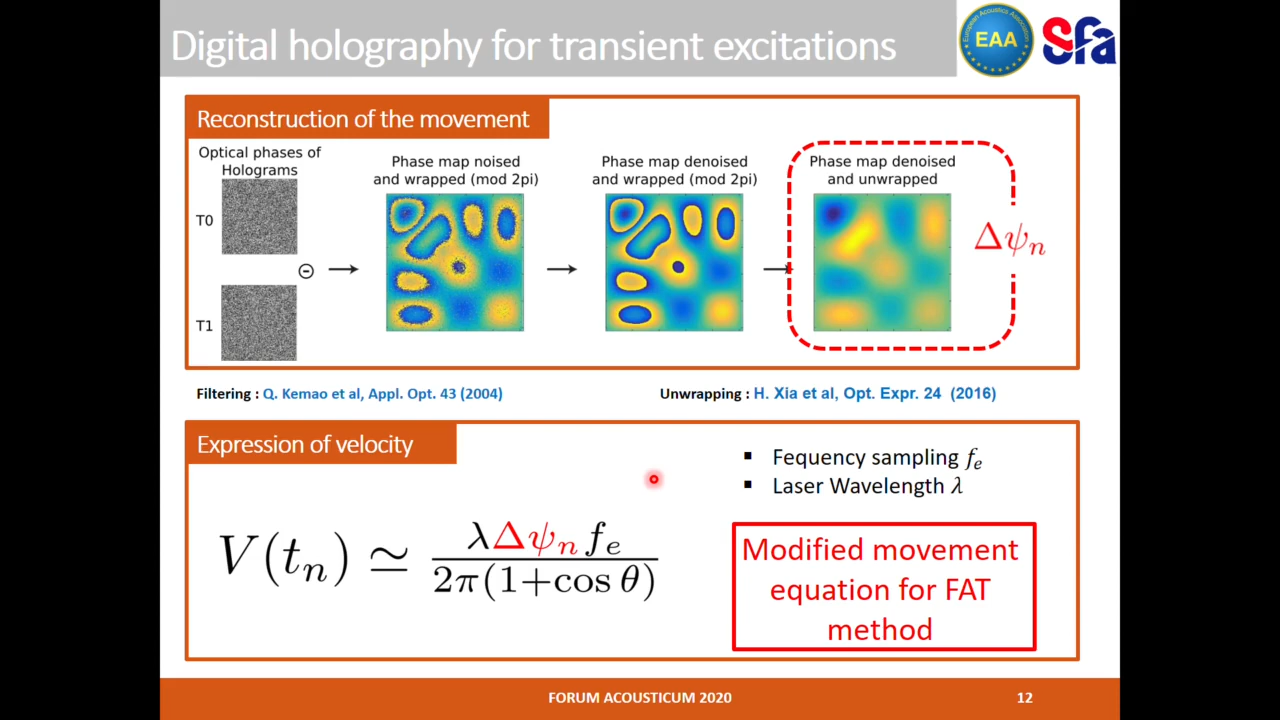 Digital holography for transient excitations
European Acoustics Association
EAA
sfa
Reconstruction of the movement
Optical phases of
Holograms
T0
T1
Phase map noised
and wrapped (mod 2pi)
Phase map denoised
and wrapped (mod 2pi)
Phase map denoised
and unwrapped
Δψₙ
Filtering : Q. Kemao et al, Appl. Opt. 43 (2004)
Unwrapping : H. Xia et al, Opt. Expr. 24 (2016)
Expression of velocity
V(tₙ) ≃ λΔψₙfₑ / 2π(1+cos θ)
▪ Fequency sampling fₑ
▪ Laser Wavelength λ
Modified movement
equation for FAT
method
FORUM ACOUSTICUM 2020
12